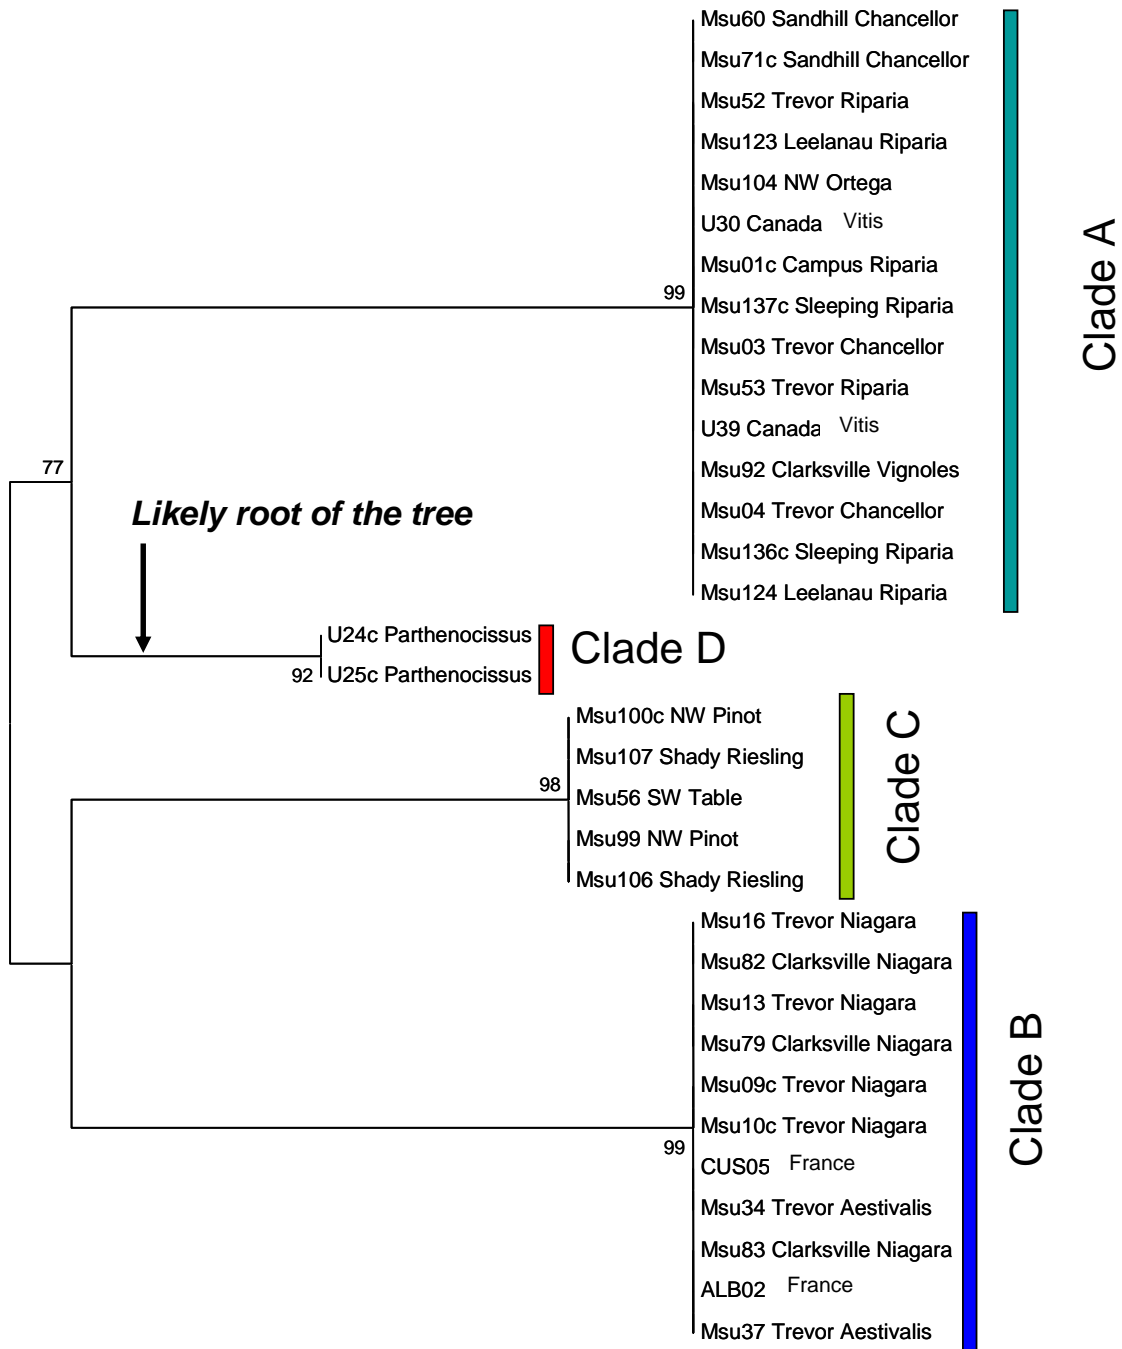 Msu60 Sandhill Chancellor
Msu71c Sandhill Chancellor
Msu52 Trevor Riparia
Msu123 Leelanau Riparia
Msu104 NW Ortega
U30 Canada Vitis
Msu01c Campus Riparia
99
Msu137c Sleeping Riparia
Msu03 Trevor Chancellor
Msu53 Trevor Riparia
U39 Canada Vitis
Msu92 Clarksville Vignoles
Msu04 Trevor Chancellor
Msu136c Sleeping Riparia
Msu124 Leelanau Riparia
Clade A
77
Likely root of the tree
U24c Parthenocissus
92 U25c Parthenocissus
Clade D
Msu100c NW Pinot
Msu107 Shady Riesling
98
Msu56 SW Table
Msu99 NW Pinot
Msu106 Shady Riesling
Clade C
Msu16 Trevor Niagara
Msu82 Clarksville Niagara
Msu13 Trevor Niagara
Msu79 Clarksville Niagara
Msu09c Trevor Niagara
Msu10c Trevor Niagara
99
CUS05 France
Msu34 Trevor Aestivalis
Msu83 Clarksville Niagara
ALB02 France
Msu37 Trevor Aestivalis
Clade B